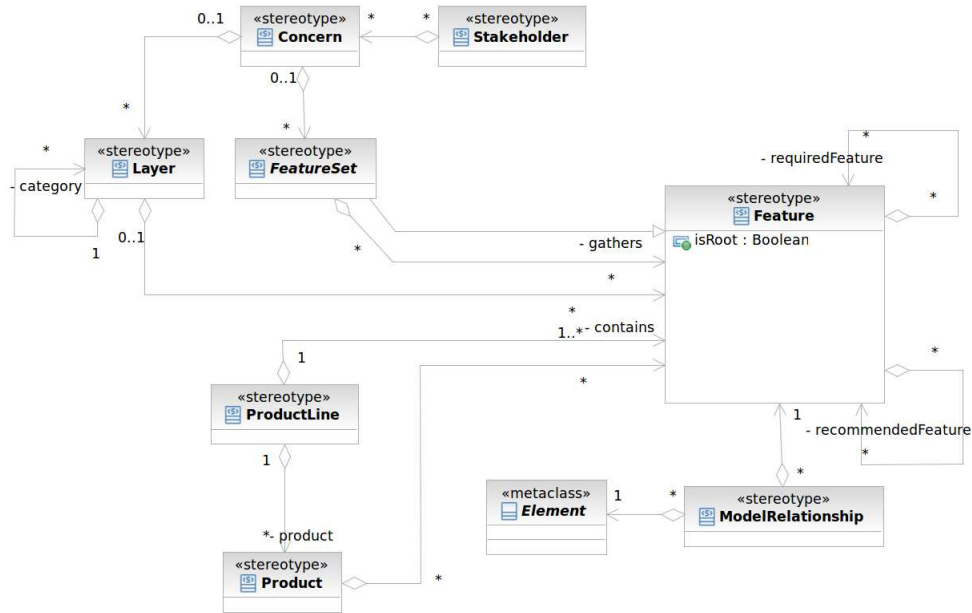 0..1
«stereotype»
Concern
*
*
«stereotype»
Stakeholder
0..1
*
*
*
«stereotype»
Layer
- category
1
0..1
«stereotype»
FeatureSet
*
- gathers
*
*
- requiredFeature
*
«stereotype»
Feature
isRoot : Boolean
*
1..*
- contains
1
*
«stereotype»
ProductLine
1
*
- recommendedFeature
*
1
*
«metaclass»
Element
1
*
«stereotype»
ModelRelationship
*- product
«stereotype»
Product
*